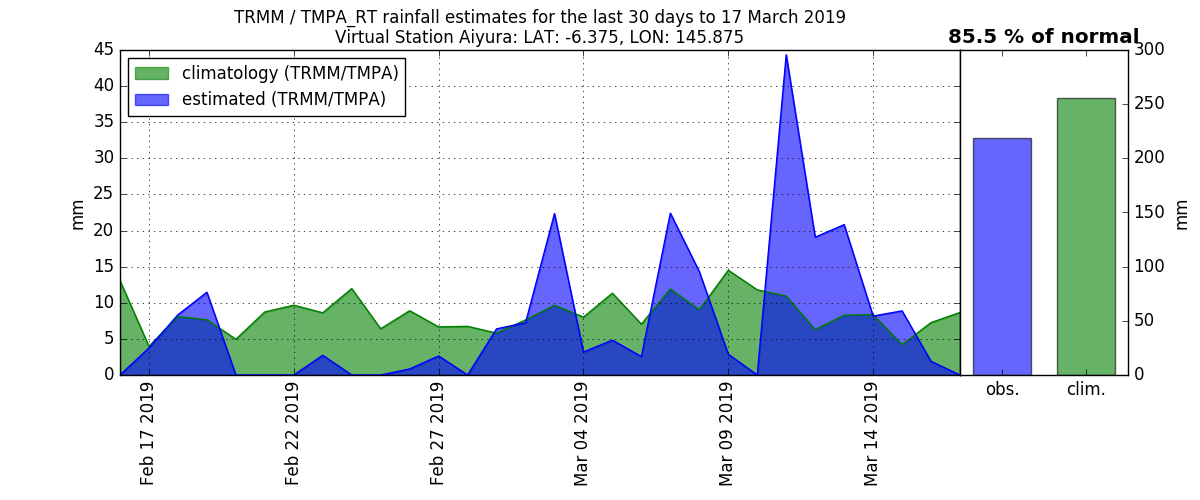 TRMM / TMPA_RT rainfall estimates for the last 30 days to 17 March 2019
Virtual Station Aiyura: LAT: -6.375, LON: 145.875
85.5 % of normal
climatology (TRMM/TMPA)
estimated (TRMM/TMPA)
mm
45
40
35
30
25
20
15
10
5
0
Feb 17 2019
Feb 22 2019
Feb 27 2019
Mar 04 2019
Mar 09 2019
Mar 14 2019
obs.
clim.
300
250
200
150
100
50
0
mm